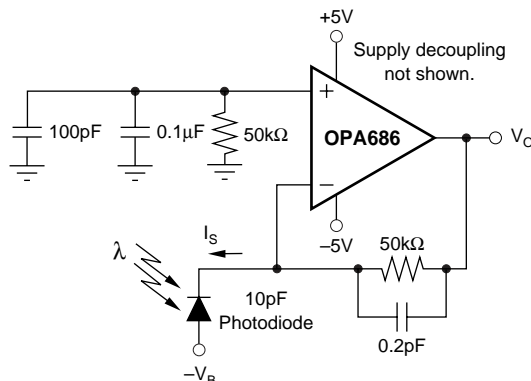 +5V
Supply decoupling
not shown.
+
100pF
0.1µF
50kΩ
OPA686
V_O
−
−5V
I_S
50kΩ
λ
10pF
Photodiode
0.2pF
−V_B